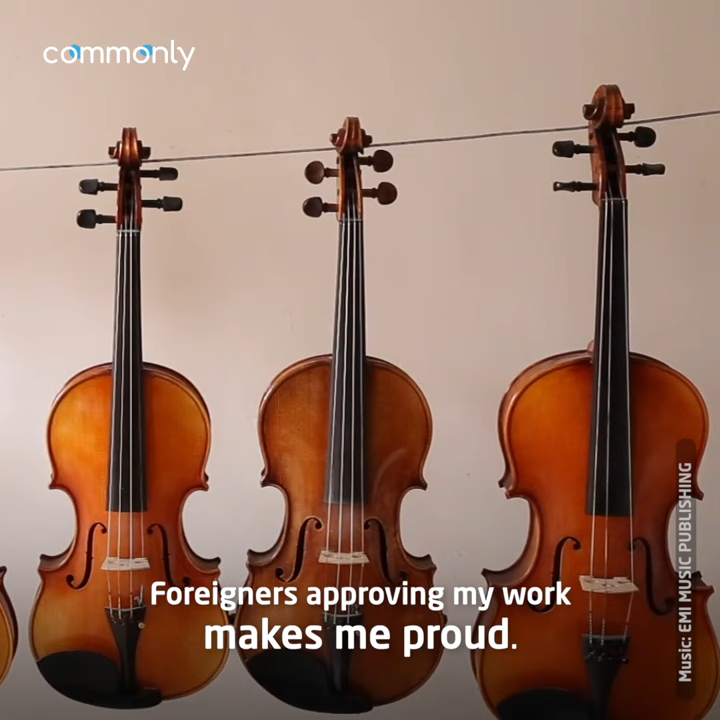 commonly
Foreigners approving my work
makes me proud.
Music: EMI MUSIC PUBLISHING